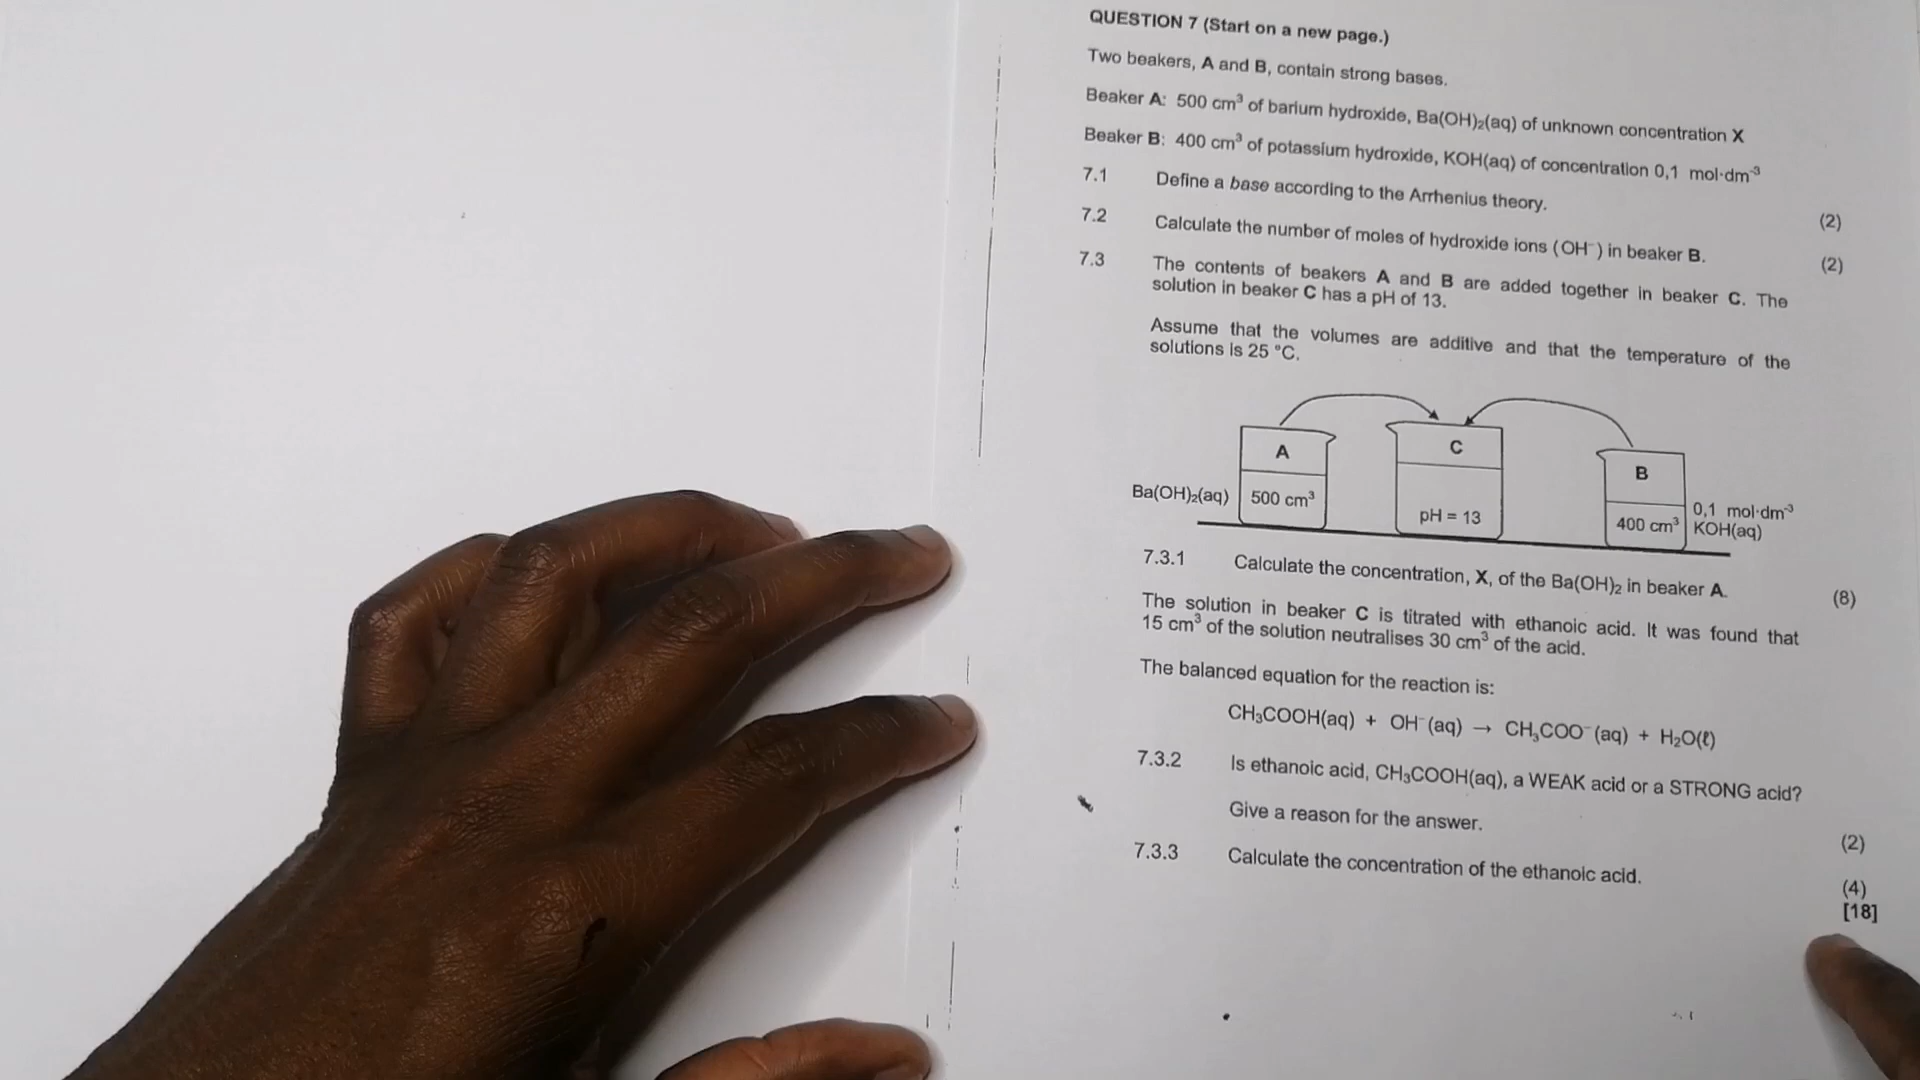 QUESTION 7 (Start on a new page.)
Two beakers, A and B, contain strong bases.
Beaker A: 500 cm³ of barium hydroxide, Ba(OH)₂(aq) of unknown concentration X
Beaker B: 400 cm³ of potassium hydroxide, KOH(aq) of concentration 0,1 mol·dm⁻³
7.1 Define a base according to the Arrhenius theory. (2)
7.2 Calculate the number of moles of hydroxide ions (OH⁻) in beaker B. (2)
7.3 The contents of beakers A and B are added together in beaker C. The
solution in beaker C has a pH of 13.
Assume that the volumes are additive and that the temperature of the
solutions is 25 °C.
A
C
B
Ba(OH)₂(aq)
500 cm³
pH = 13
400 cm³
0,1 mol·dm⁻³
KOH(aq)
7.3.1 Calculate the concentration, X, of the Ba(OH)₂ in beaker A. (8)
The solution in beaker C is titrated with ethanoic acid. It was found that
15 cm³ of the solution neutralises 30 cm³ of the acid.
The balanced equation for the reaction is:
CH₃COOH(aq) + OH⁻(aq) → CH₃COO⁻(aq) + H₂O(ℓ)
7.3.2 Is ethanoic acid, CH₃COOH(aq), a WEAK acid or a STRONG acid?
Give a reason for the answer. (2)
7.3.3 Calculate the concentration of the ethanoic acid. (4)
[18]